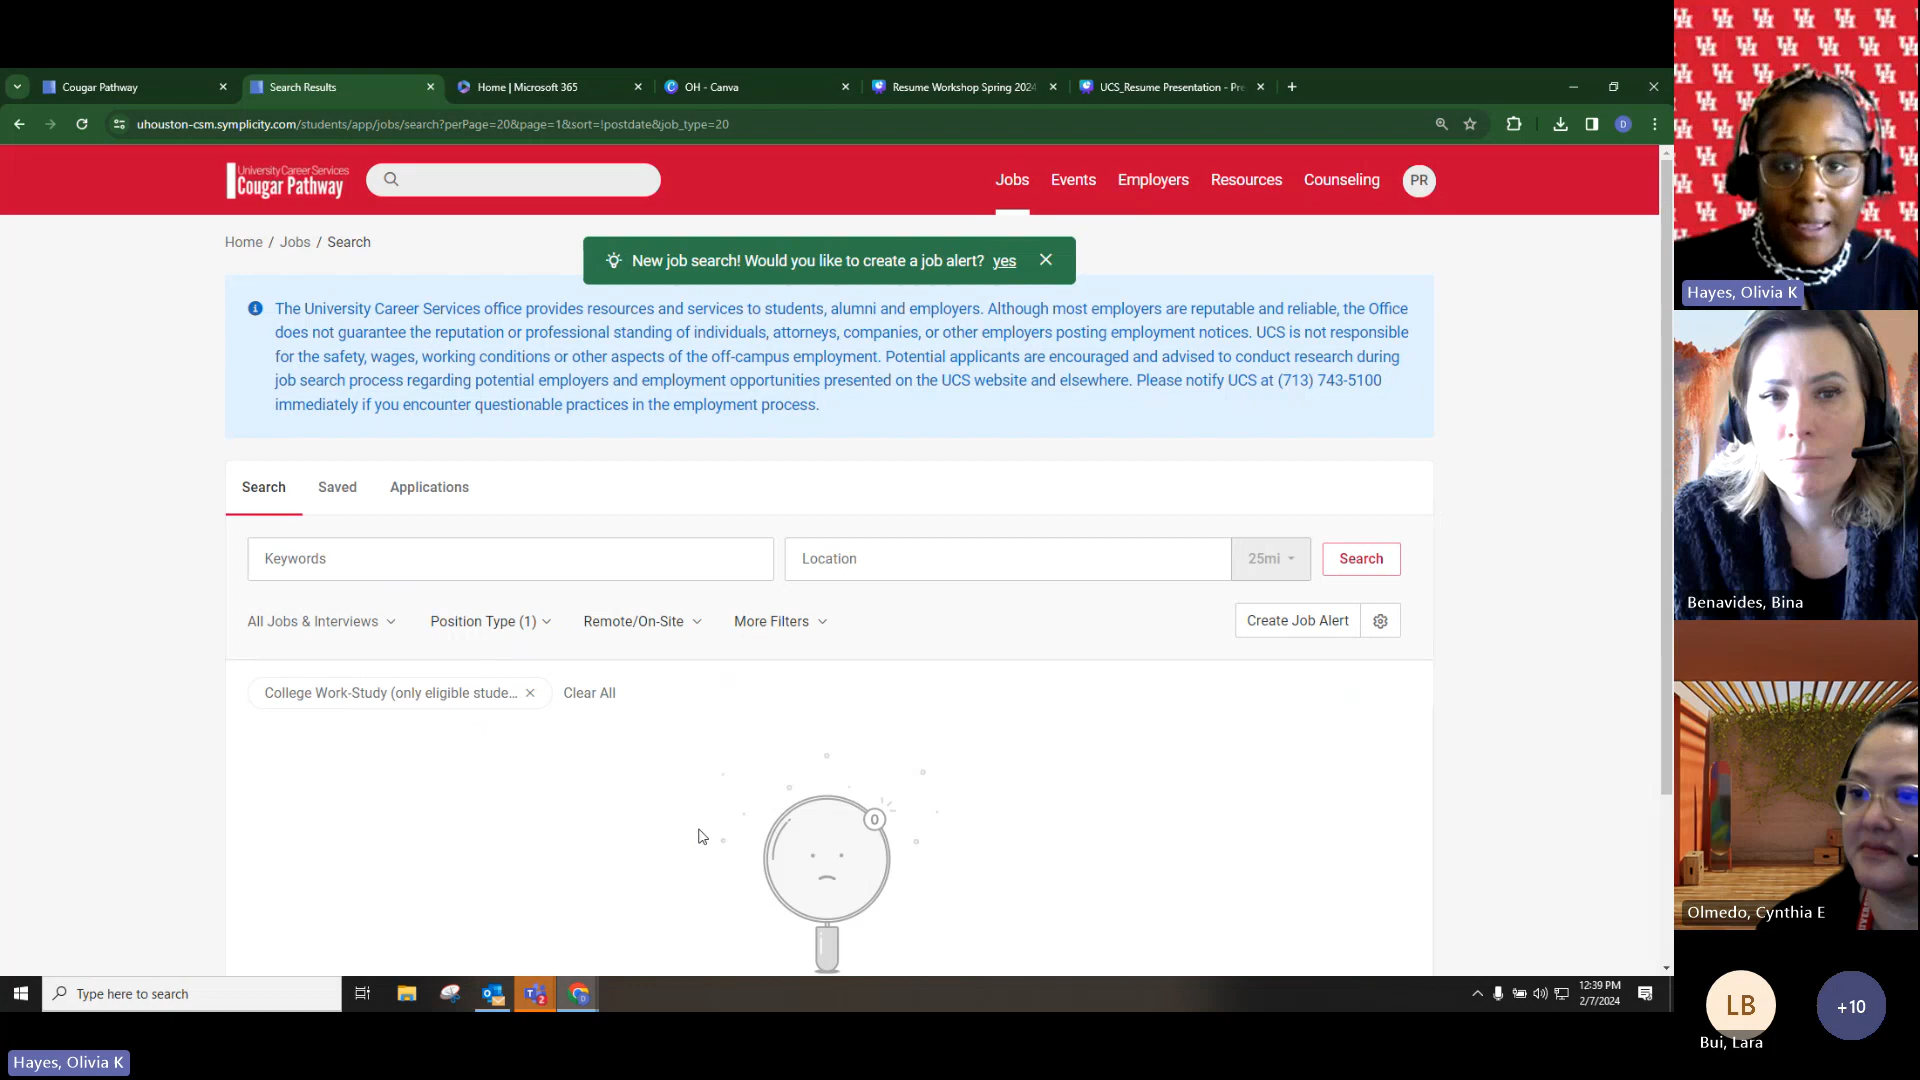 Cougar Pathway
Search Results
Home | Microsoft 365
OH - Canva
Resume Workshop Spring 2024
UCS_Resume Presentation - Pre
uhouston-csm.symplicity.com/students/app/jobs/search?perPage=20&page=1&sort=!postdate&job_type=20
D
University Career Services
Cougar Pathway
Jobs
Events
Employers
Resources
Counseling
PR
Home / Jobs / Search
New job search! Would you like to create a job alert? yes
The University Career Services office provides resources and services to students, alumni and employers. Although most employers are reputable and reliable, the Office
does not guarantee the reputation or professional standing of individuals, attorneys, companies, or other employers posting employment notices. UCS is not responsible
for the safety, wages, working conditions or other aspects of the off-campus employment. Potential applicants are encouraged and advised to conduct research during
job search process regarding potential employers and employment opportunities presented on the UCS website and elsewhere. Please notify UCS at (713) 743-5100
immediately if you encounter questionable practices in the employment process.
Search
Saved
Applications
Keywords
Location
25mi
Search
All Jobs & Interviews
Position Type (1)
Remote/On-Site
More Filters
Create Job Alert
College Work-Study (only eligible stude...
Clear All
0
Type here to search
2
12:39 PM
2/7/2024
Hayes, Olivia K
Benavides, Bina
Olmedo, Cynthia E
LB
+10
Bui, Lara
Hayes, Olivia K